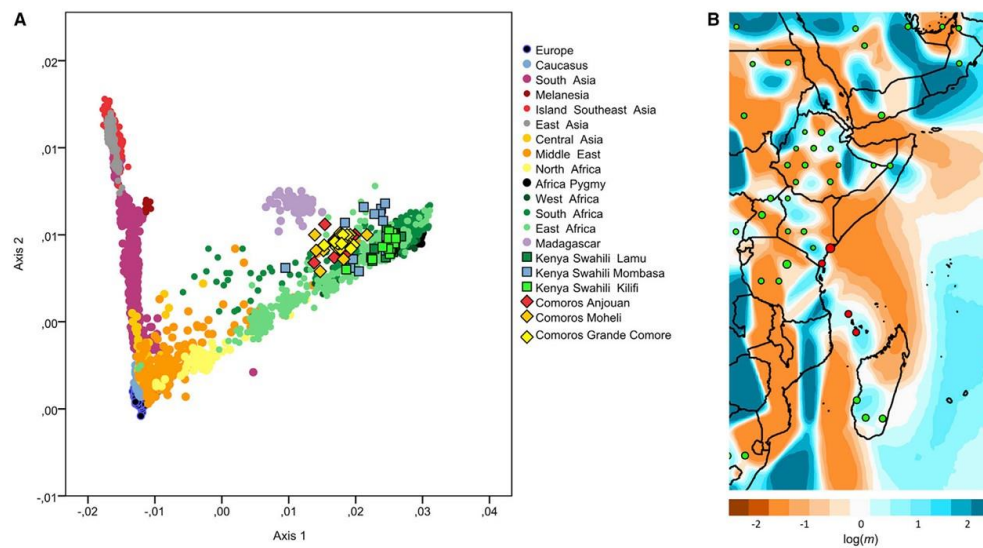 A
B
,02
,01
,01
,00
,00
-,01
Axis 2
-,02
-,01
,00
,01
,02
,03
,04
Axis 1
Europe
Caucasus
South Asia
Melanesia
Island Southeast Asia
East Asia
Central Asia
Middle East
North Africa
Africa Pygmy
West Africa
South Africa
East Africa
Madagascar
Kenya Swahili Lamu
Kenya Swahili Mombasa
Kenya Swahili Kilifi
Comoros Anjouan
Comoros Moheli
Comoros Grande Comore
-2 -1 0 1 2
log(m)